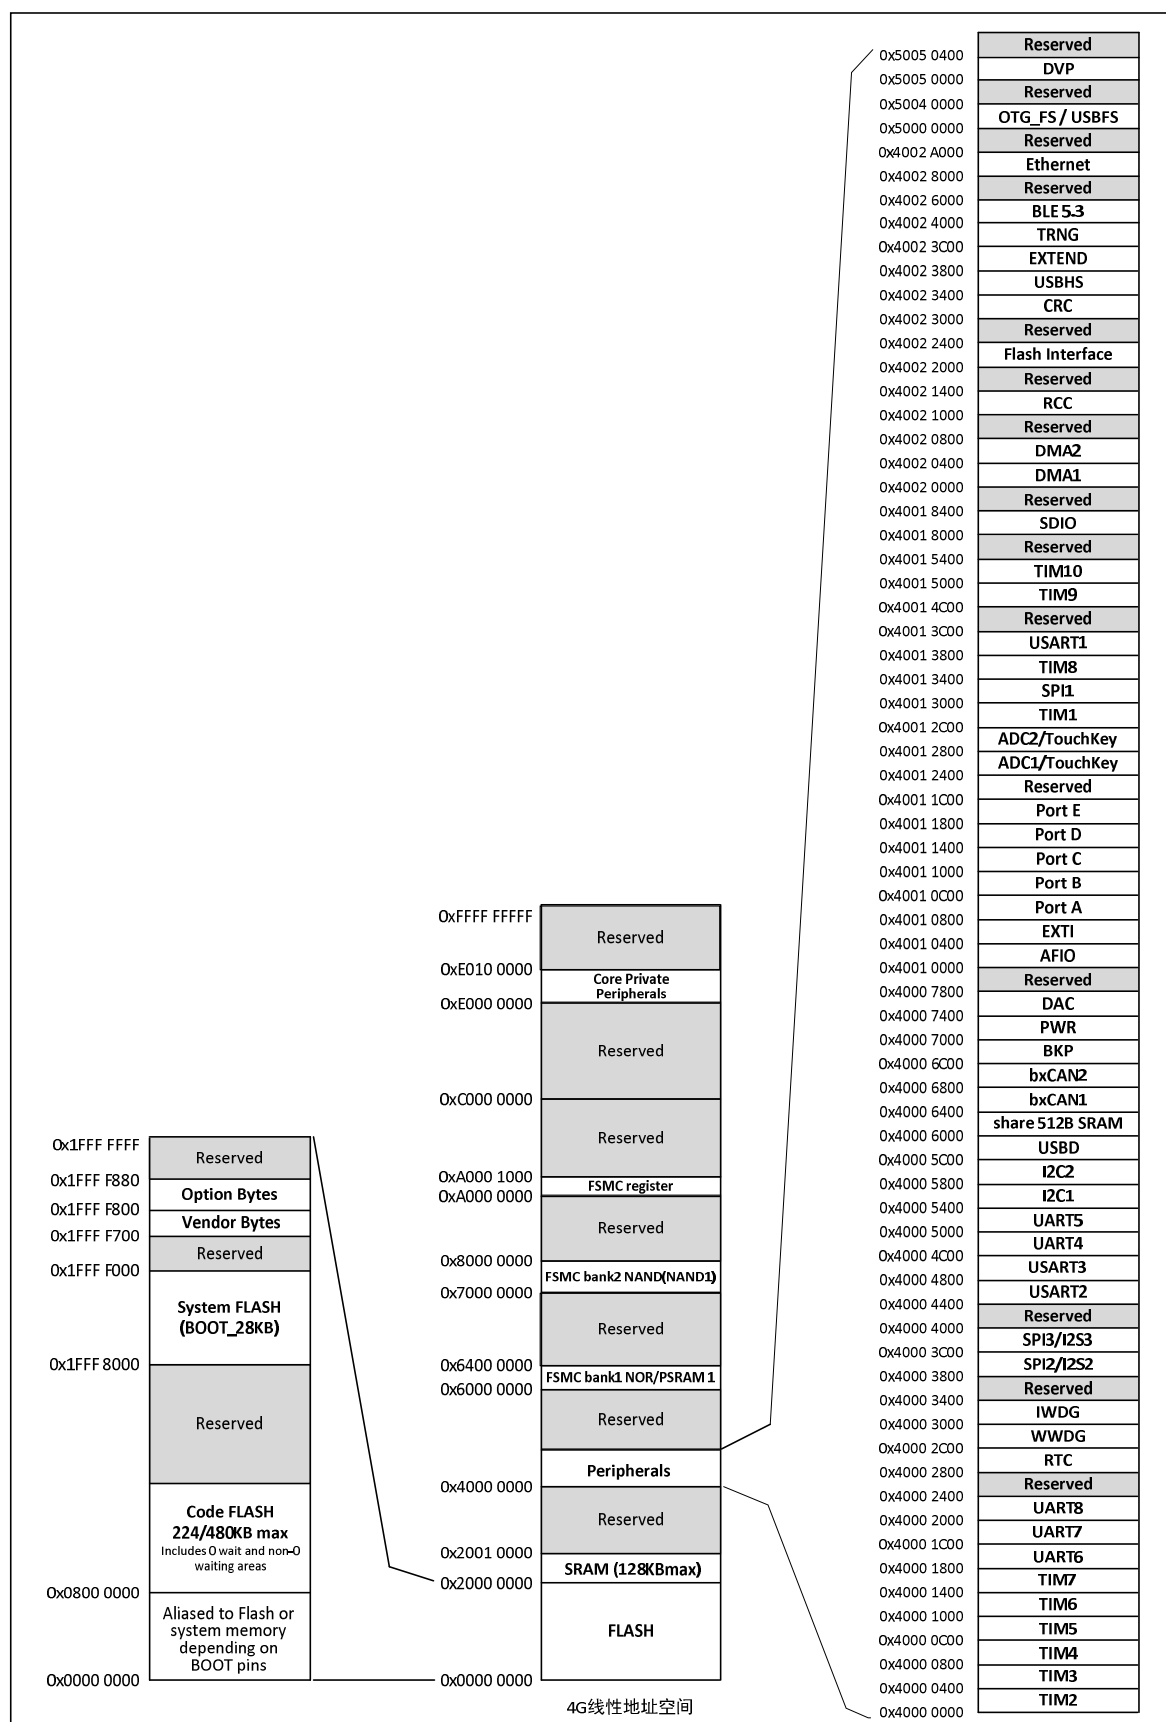 0x1FFF FFFF
Reserved
0x1FFF F880
Option Bytes
0x1FFF F800
Vendor Bytes
0x1FFF F700
Reserved
0x1FFF F000
System FLASH
(BOOT_28KB)
0x1FFF 8000
Reserved
Code FLASH
224/480KB max
Includes 0 wait and non-0
waiting areas
0x0800 0000
Aliased to Flash or
system memory
depending on
BOOT pins
0x0000 0000
0xFFFF FFFFF
Reserved
0xE010 0000
Core Private
Peripherals
0xE000 0000
Reserved
0xC000 0000
Reserved
0xA000 1000
FSMC register
0xA000 0000
Reserved
0x8000 0000
FSMC bank2 NAND(NAND1)
0x7000 0000
Reserved
0x6400 0000
FSMC bank1 NOR/PSRAM 1
0x6000 0000
Reserved
Peripherals
0x4000 0000
Reserved
0x2001 0000
SRAM (128KBmax)
0x2000 0000
FLASH
0x0000 0000
4G线性地址空间
Reserved
0x5005 0400
DVP
0x5005 0000
Reserved
0x5004 0000
OTG_FS / USBFS
0x5000 0000
Reserved
0x4002 A000
Ethernet
0x4002 8000
Reserved
0x4002 6000
BLE 5.3
0x4002 4000
TRNG
0x4002 3C00
EXTEND
0x4002 3800
USBHS
0x4002 3400
CRC
0x4002 3000
Reserved
0x4002 2400
Flash Interface
0x4002 2000
Reserved
0x4002 1400
RCC
0x4002 1000
Reserved
0x4002 0800
DMA2
0x4002 0400
DMA1
0x4002 0000
Reserved
0x4001 8400
SDIO
0x4001 8000
Reserved
0x4001 5400
TIM10
0x4001 5000
TIM9
0x4001 4C00
Reserved
0x4001 3C00
USART1
0x4001 3800
TIM8
0x4001 3400
SPI1
0x4001 3000
TIM1
0x4001 2C00
ADC2/TouchKey
0x4001 2800
ADC1/TouchKey
0x4001 2400
Reserved
0x4001 1C00
Port E
0x4001 1800
Port D
0x4001 1400
Port C
0x4001 1000
Port B
0x4001 0C00
Port A
0x4001 0800
EXTI
0x4001 0400
AFIO
0x4001 0000
Reserved
0x4000 7800
DAC
0x4000 7400
PWR
0x4000 7000
BKP
0x4000 6C00
bxCAN2
0x4000 6800
bxCAN1
0x4000 6400
share 512B SRAM
0x4000 6000
USBD
0x4000 5C00
I2C2
0x4000 5800
I2C1
0x4000 5400
UART5
0x4000 5000
UART4
0x4000 4C00
USART3
0x4000 4800
USART2
0x4000 4400
Reserved
0x4000 4000
SPI3/I2S3
0x4000 3C00
SPI2/I2S2
0x4000 3800
Reserved
0x4000 3400
IWDG
0x4000 3000
WWDG
0x4000 2C00
RTC
0x4000 2800
Reserved
0x4000 2400
UART8
0x4000 2000
UART7
0x4000 1C00
UART6
0x4000 1800
TIM7
0x4000 1400
TIM6
0x4000 1000
TIM5
0x4000 0C00
TIM4
0x4000 0800
TIM3
0x4000 0400
TIM2
0x4000 0000